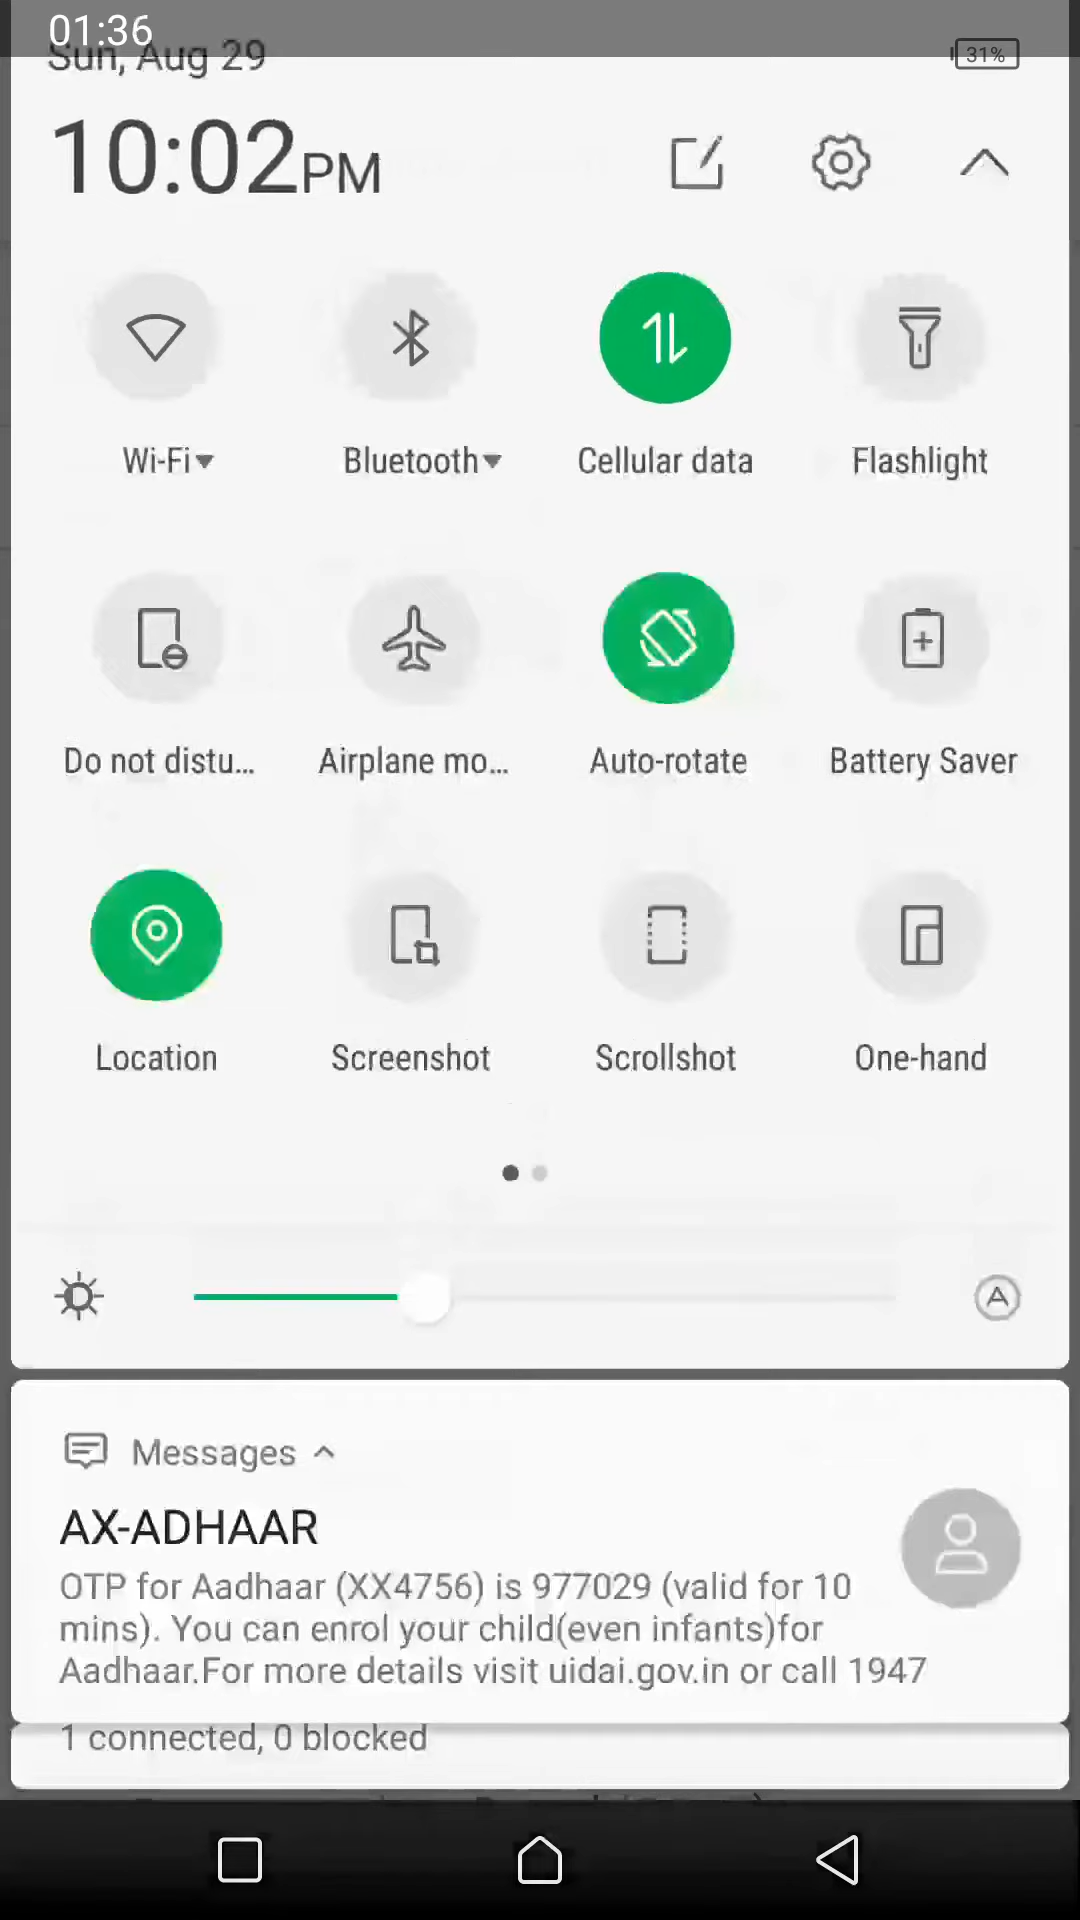 01:36
Sun, Aug 29
31%
10:02PM
Wi-Fi
Bluetooth
Cellular data
Flashlight
Do not distu...
Airplane mo...
Auto-rotate
Battery Saver
Location
Screenshot
Scrollshot
One-hand
A
Messages
AX-ADHAAR
OTP for Aadhaar (XX4756) is 977029 (valid for 10
mins). You can enrol your child(even infants)for
Aadhaar.For more details visit uidai.gov.in or call 1947
1 connected, 0 blocked